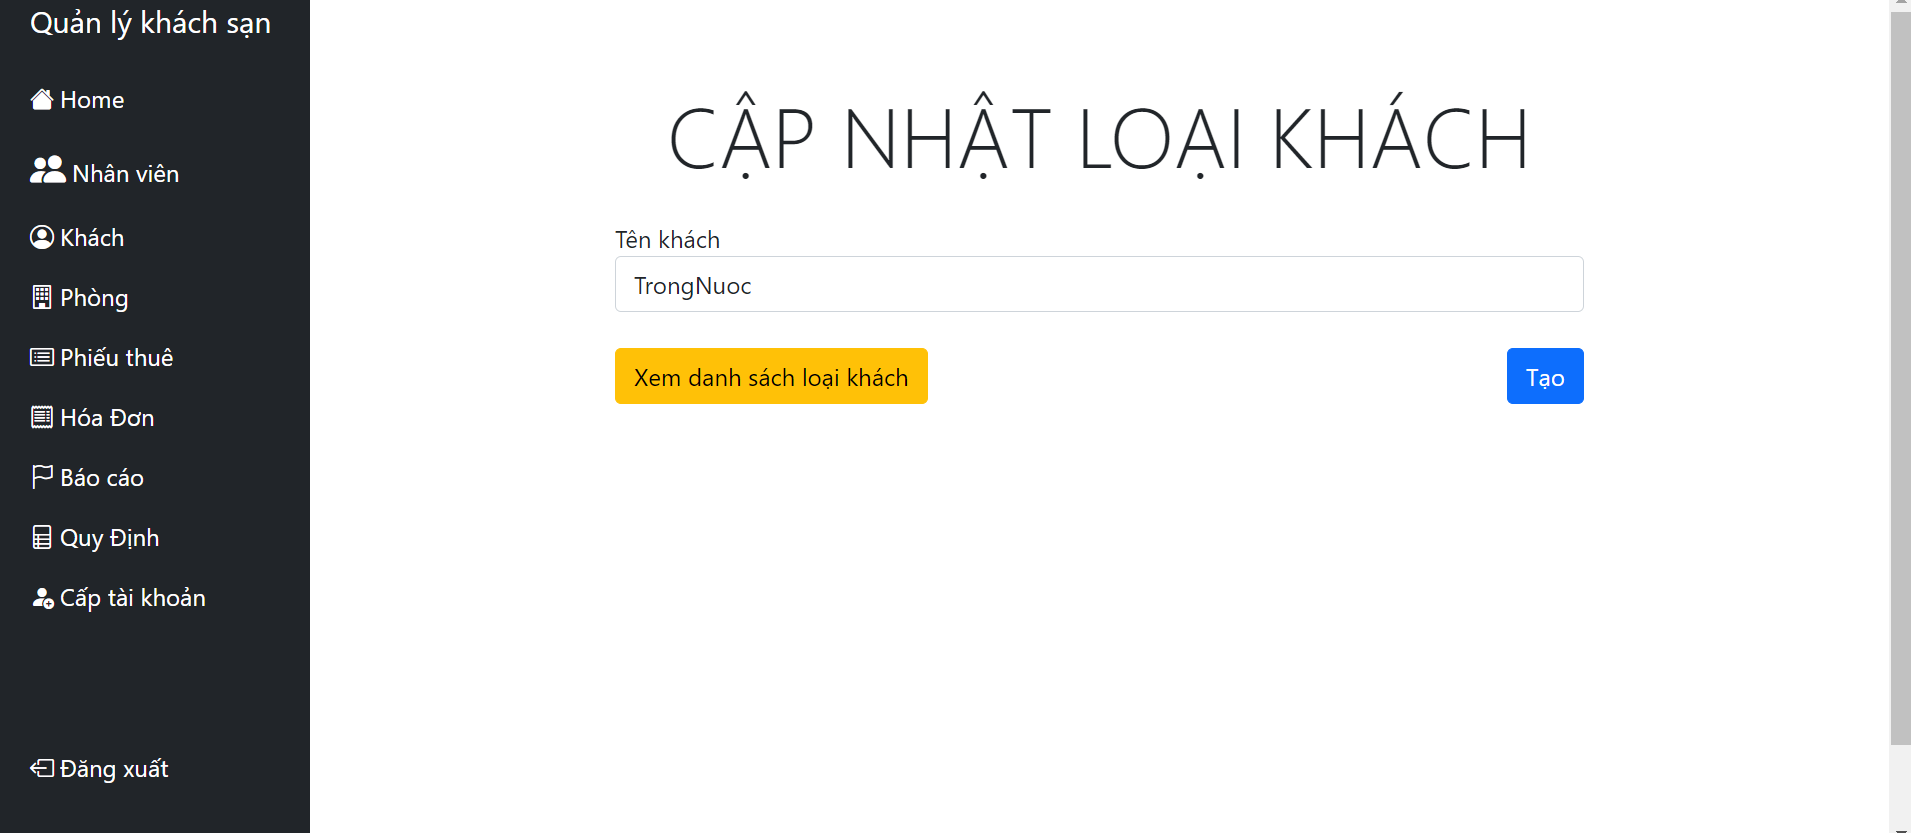 Quản lý khách sạn
Home
Nhân viên
Khách
Phòng
Phiếu thuê
Hóa Đơn
Báo cáo
Quy Định
Cấp tài khoản
Đăng xuất
CẬP NHẬT LOẠI KHÁCH
Tên khách
TrongNuoc
Xem danh sách loại khách
Tạo